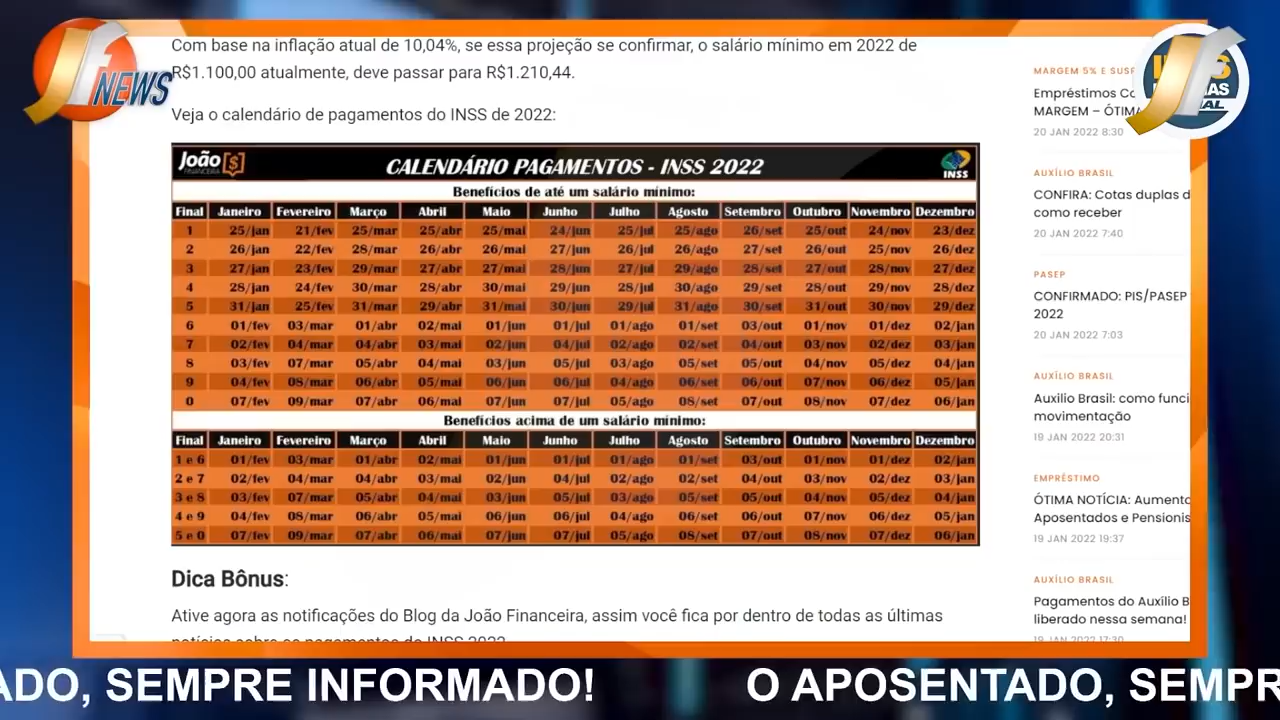 Com base na inflação atual de 10,04%, se essa projeção se confirmar, o salário mínimo em 2022 de
R$1.100,00 atualmente, deve passar para R$1.210,44.
Veja o calendário de pagamentos do INSS de 2022:
João
FINANCEIRA
CALENDÁRIO PAGAMENTOS - INSS 2022
INSS
Benefícios de até um salário mínimo:
Final Janeiro Fevereiro Março Abril Maio Junho Julho Agosto Setembro Outubro Novembro Dezembro
1 25/jan 21/fev 25/mar 25/abr 25/mai 24/jun 25/jul 25/ago 26/set 25/out 24/nov 23/dez
2 26/jan 22/fev 28/mar 26/abr 26/mai 27/jun 26/jul 26/ago 27/set 26/out 25/nov 26/dez
3 27/jan 23/fev 29/mar 27/abr 27/mai 28/jun 27/jul 29/ago 28/set 27/out 28/nov 27/dez
4 28/jan 24/fev 30/mar 28/abr 30/mai 29/jun 28/jul 30/ago 29/set 28/out 29/nov 28/dez
5 31/jan 25/fev 31/mar 29/abr 31/mai 30/jun 29/jul 31/ago 30/set 31/out 30/nov 29/dez
6 01/fev 03/mar 01/abr 02/mai 01/jun 01/jul 01/ago 01/set 03/out 01/nov 01/dez 02/jan
7 02/fev 04/mar 04/abr 03/mai 02/jun 04/jul 02/ago 02/set 04/out 03/nov 02/dez 03/jan
8 03/fev 07/mar 05/abr 04/mai 03/jun 05/jul 03/ago 05/set 05/out 04/nov 05/dez 04/jan
9 04/fev 08/mar 06/abr 05/mai 06/jun 06/jul 04/ago 06/set 06/out 07/nov 06/dez 05/jan
0 07/fev 09/mar 07/abr 06/mai 07/jun 07/jul 05/ago 08/set 07/out 08/nov 07/dez 06/jan
Benefícios acima de um salário mínimo:
Final Janeiro Fevereiro Março Abril Maio Junho Julho Agosto Setembro Outubro Novembro Dezembro
1 e 6 01/fev 03/mar 01/abr 02/mai 01/jun 01/jul 01/ago 01/set 03/out 01/nov 01/dez 02/jan
2 e 7 02/fev 04/mar 04/abr 03/mai 02/jun 04/jul 02/ago 02/set 04/out 03/nov 02/dez 03/jan
3 e 8 03/fev 07/mar 05/abr 04/mai 03/jun 05/jul 03/ago 05/set 05/out 04/nov 05/dez 04/jan
4 e 9 04/fev 08/mar 06/abr 05/mai 06/jun 06/jul 04/ago 06/set 06/out 07/nov 06/dez 05/jan
5 e 0 07/fev 09/mar 07/abr 06/mai 07/jun 07/jul 05/ago 08/set 07/out 08/nov 07/dez 06/jan
Dica Bônus:
Ative agora as notificações do Blog da João Financeira, assim você fica por dentro de todas as últimas
notícias sobre os pagamentos do INSS 2022
MARGEM 5% E
Empréstimos
MARGEM –
20 JAN 2022 8:30
AUXÍLIO BRASIL
CONFIRA: Cotas duplas d
como receber
20 JAN 2022 7:40
PASEP
CONFIRMADO: PIS/PASEP
2022
20 JAN 2022 7:03
AUXÍLIO BRASIL
Auxilio Brasil: como funci
movimentação
19 JAN 2022 20:31
EMPRÉSTIMO
ÓTIMA NOTÍCIA: Aumento
Aposentados e Pensionis
19 JAN 2022 19:37
AUXÍLIO BRASIL
Pagamentos do Auxílio B
liberado nessa semana!
19 JAN 2022 17:30
NEWS
ADO, SEMPRE INFORMADO! O APOSENTADO, SEMPR